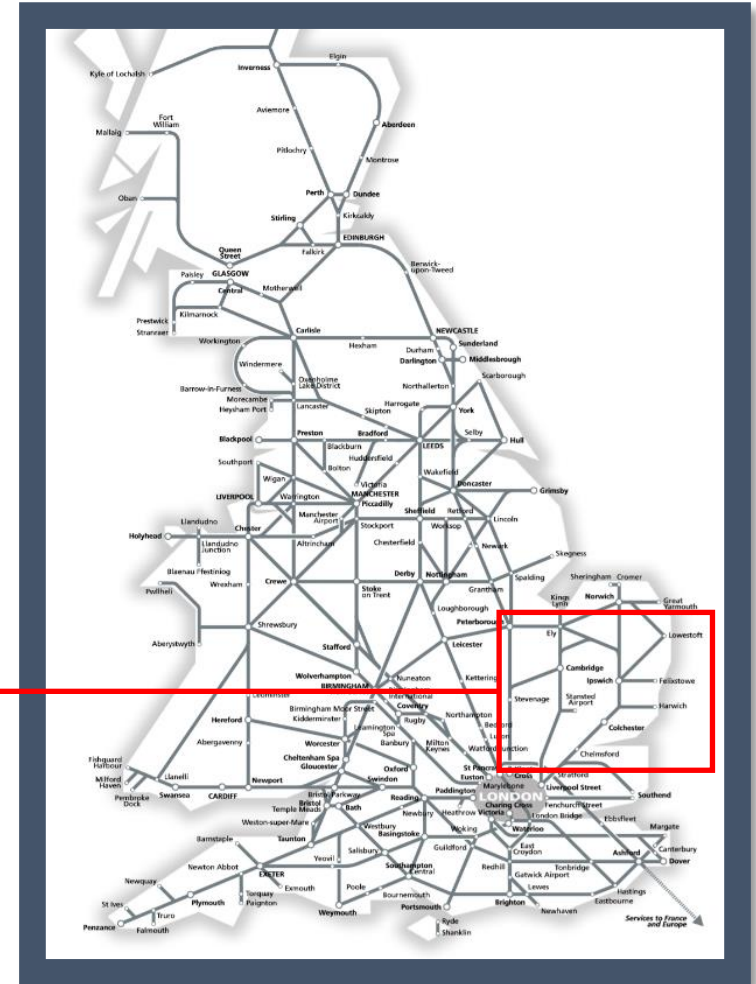 Elgin
Inverness
Kyle of Lochalsh
Aviemore
Fort
William
Mallaig
Aberdeen
Pitlochry
Montrose
Perth
Dundee
Oban
Stirling
Kirkcaldy
EDINBURGH
Queen
Street
Falkirk
Berwick-
upon-Tweed
Paisley
GLASGOW
Central
Motherwell
Prestwick
Kilmarnock
Stranraer
Carlisle
NEWCASTLE
Workington
Hexham
Sunderland
Durham
Darlington
Middlesbrough
Windermere
Scarborough
Oxenholme
Lake District
Barrow-in-Furness
Northallerton
Morecambe
Heysham Port
Lancaster
Harrogate
York
Skipton
Blackpool
Preston
Bradford
LEEDS
Selby
Hull
Blackburn
Huddersfield
Southport
Bolton
Wakefield
Wigan
Victoria
Doncaster
LIVERPOOL
Warrington
MANCHESTER
Piccadilly
Grimsby
Manchester
Airport
Sheffield
Retford
Lincoln
Llandudno
Stockport
Worksop
Holyhead
Chester
Llandudno
Junction
Altrincham
Chesterfield
Newark
Skegness
Blaenau Ffestiniog
Pwllheli
Wrexham
Crewe
Stoke
on Trent
Derby
Nottingham
Grantham
Spalding
Sheringham
Cromer
Kings
Lynn
Norwich
Great
Yarmouth
Loughborough
Peterborough
Shrewsbury
Ely
Lowestoft
Aberystwyth
Stafford
Leicester
Wolverhampton
Cambridge
BIRMINGHAM
Nuneaton
Kettering
Ipswich
Felixstowe
International
Leominster
Stevenage
Stansted
Airport
Birmingham Moor Street
Coventry
Harwich
Hereford
Kidderminster
Rugby
Northampton
Leamington
Spa
Bedford
Colchester
Abergavenny
Worcester
Banbury
Milton
Keynes
Luton
Watford Junction
Chelmsford
Cheltenham Spa
Gloucester
Oxford
St Pancras
Cross
Stratford
Fishguard
Harbour
Euston
Milford
Haven
Llanelli
Newport
Swindon
Marylebone
Liverpool Street
Pembroke
Dock
Swansea
CARDIFF
Bristol Parkway
Reading
Paddington
LONDON
Southend
Bristol
Temple Meads
Bath
Charing Cross
Fenchurch Street
Newbury
Heathrow
Victoria
London Bridge
Ebbsfleet
Weston-super-Mare
Westbury
Basingstoke
Woking
Waterloo
Margate
Barnstaple
Taunton
Salisbury
Guildford
East
Croydon
Canterbury
Newton Abbot
Yeovil
Southampton
Central
Redhill
Tonbridge
Ashford
Dover
EXETER
Gatwick Airport
Newquay
Exmouth
Poole
Lewes
Hastings
St Ives
Plymouth
Torquay
Paignton
Bournemouth
Brighton
Eastbourne
Truro
Weymouth
Portsmouth
Newhaven
Penzance
Falmouth
Ryde
Shanklin
Services to France
and Europe